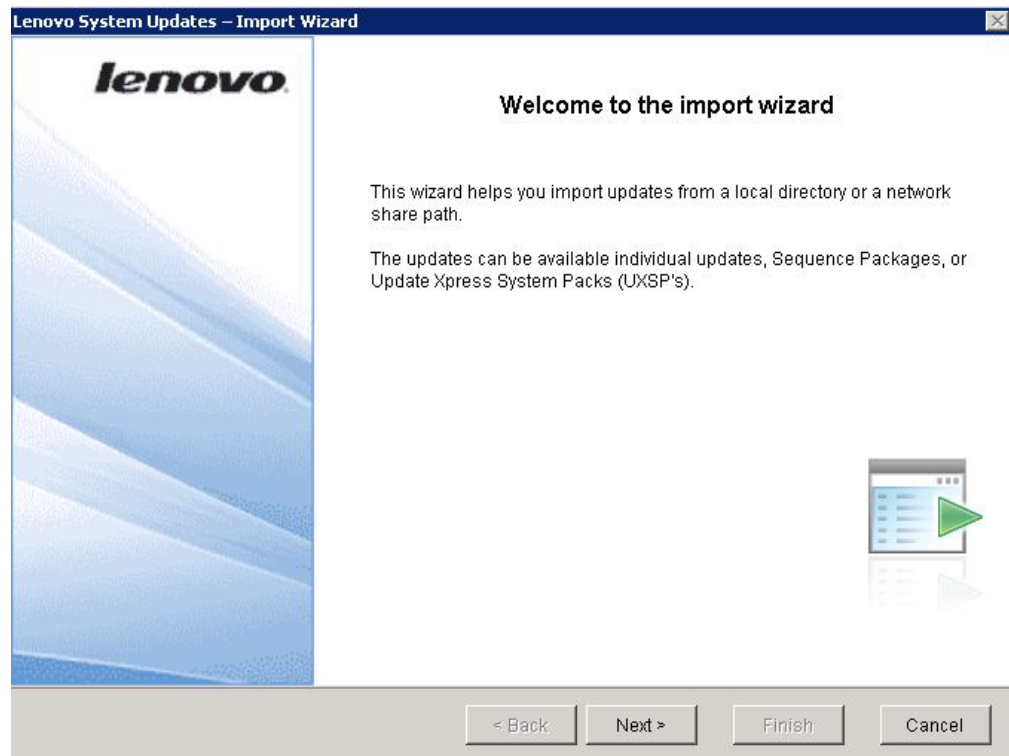 Lenovo System Updates – Import Wizard
lenovo
Welcome to the import wizard
This wizard helps you import updates from a local directory or a network
share path.
The updates can be available individual updates, Sequence Packages, or
Update Xpress System Packs (UXSP's).
< Back
Next >
Finish
Cancel